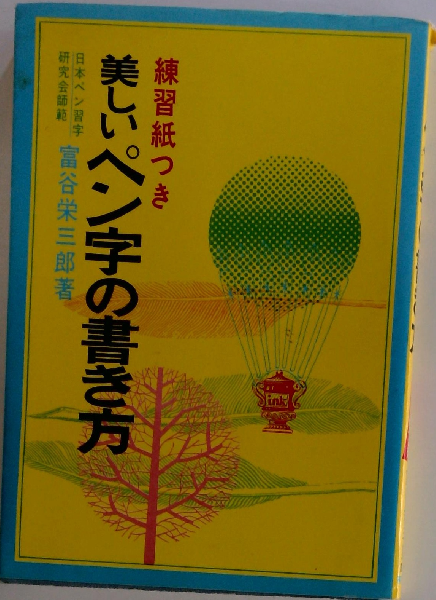 練習紙つき
美しいペン字の書き方
日本ペン習字
研究会師範
富谷栄三郎著
ink